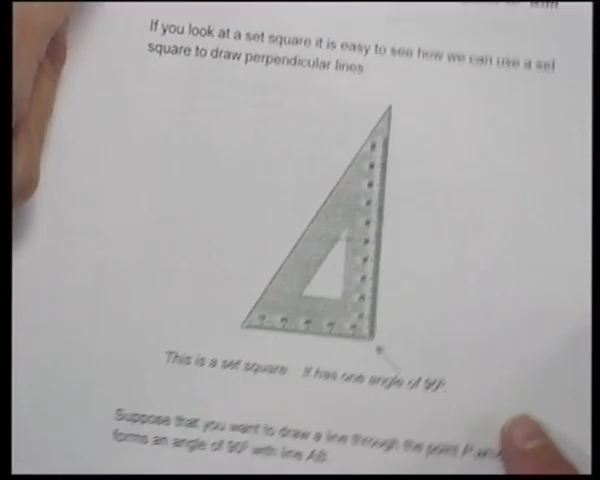 If you look at a set square it is easy to see how we can use a set
square to draw perpendicular lines
This is a set square. It has one angle of 90°
Suppose that you want to draw a line through the point P
forms an angle of 90° with line AB.